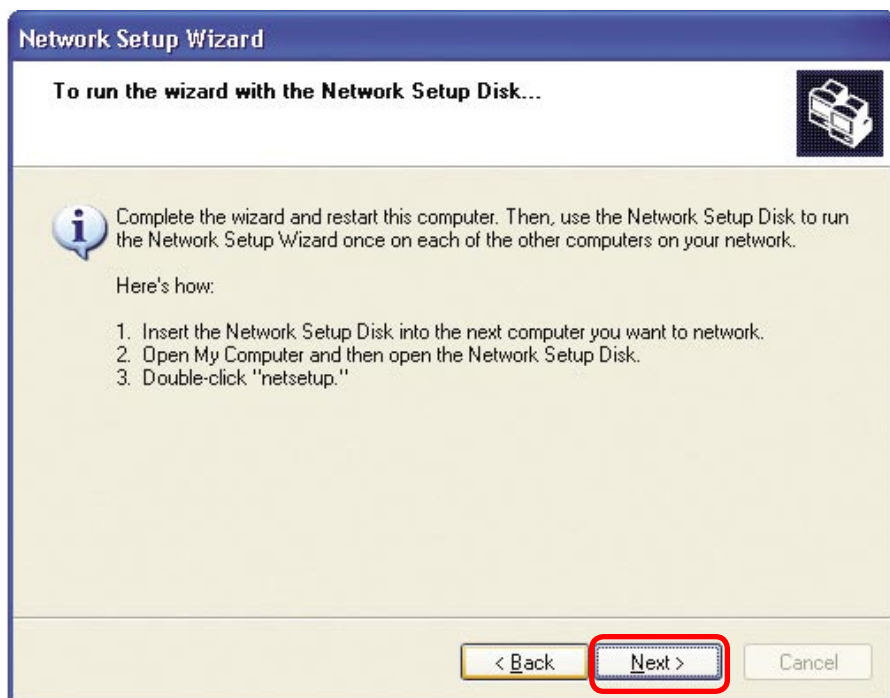 Network Setup Wizard
To run the wizard with the Network Setup Disk...
Complete the wizard and restart this computer. Then, use the Network Setup Disk to run
the Network Setup Wizard once on each of the other computers on your network.
Here's how:
1. Insert the Network Setup Disk into the next computer you want to network.
2. Open My Computer and then open the Network Setup Disk.
3. Double-click "netsetup."
< Back
Next >
Cancel